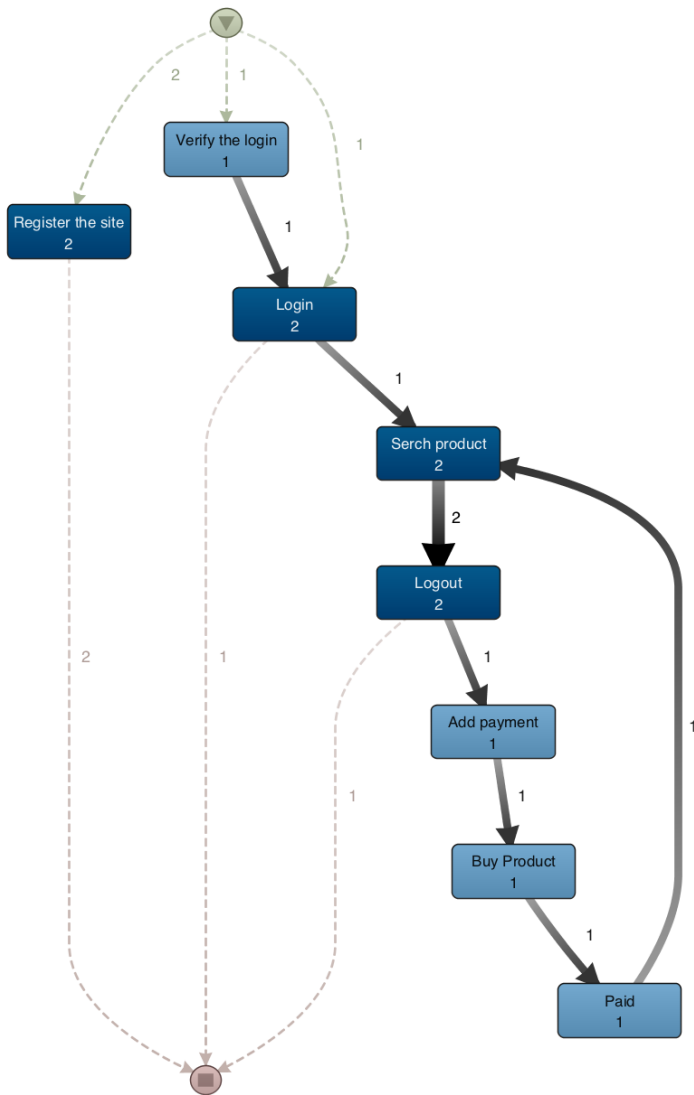 2
1
1
Verify the login
1
Register the site
2
1
Login
2
1
Serch product
2
2
Logout
2
2
1
1
Add payment
1
1
1
1
Buy Product
1
1
Paid
1